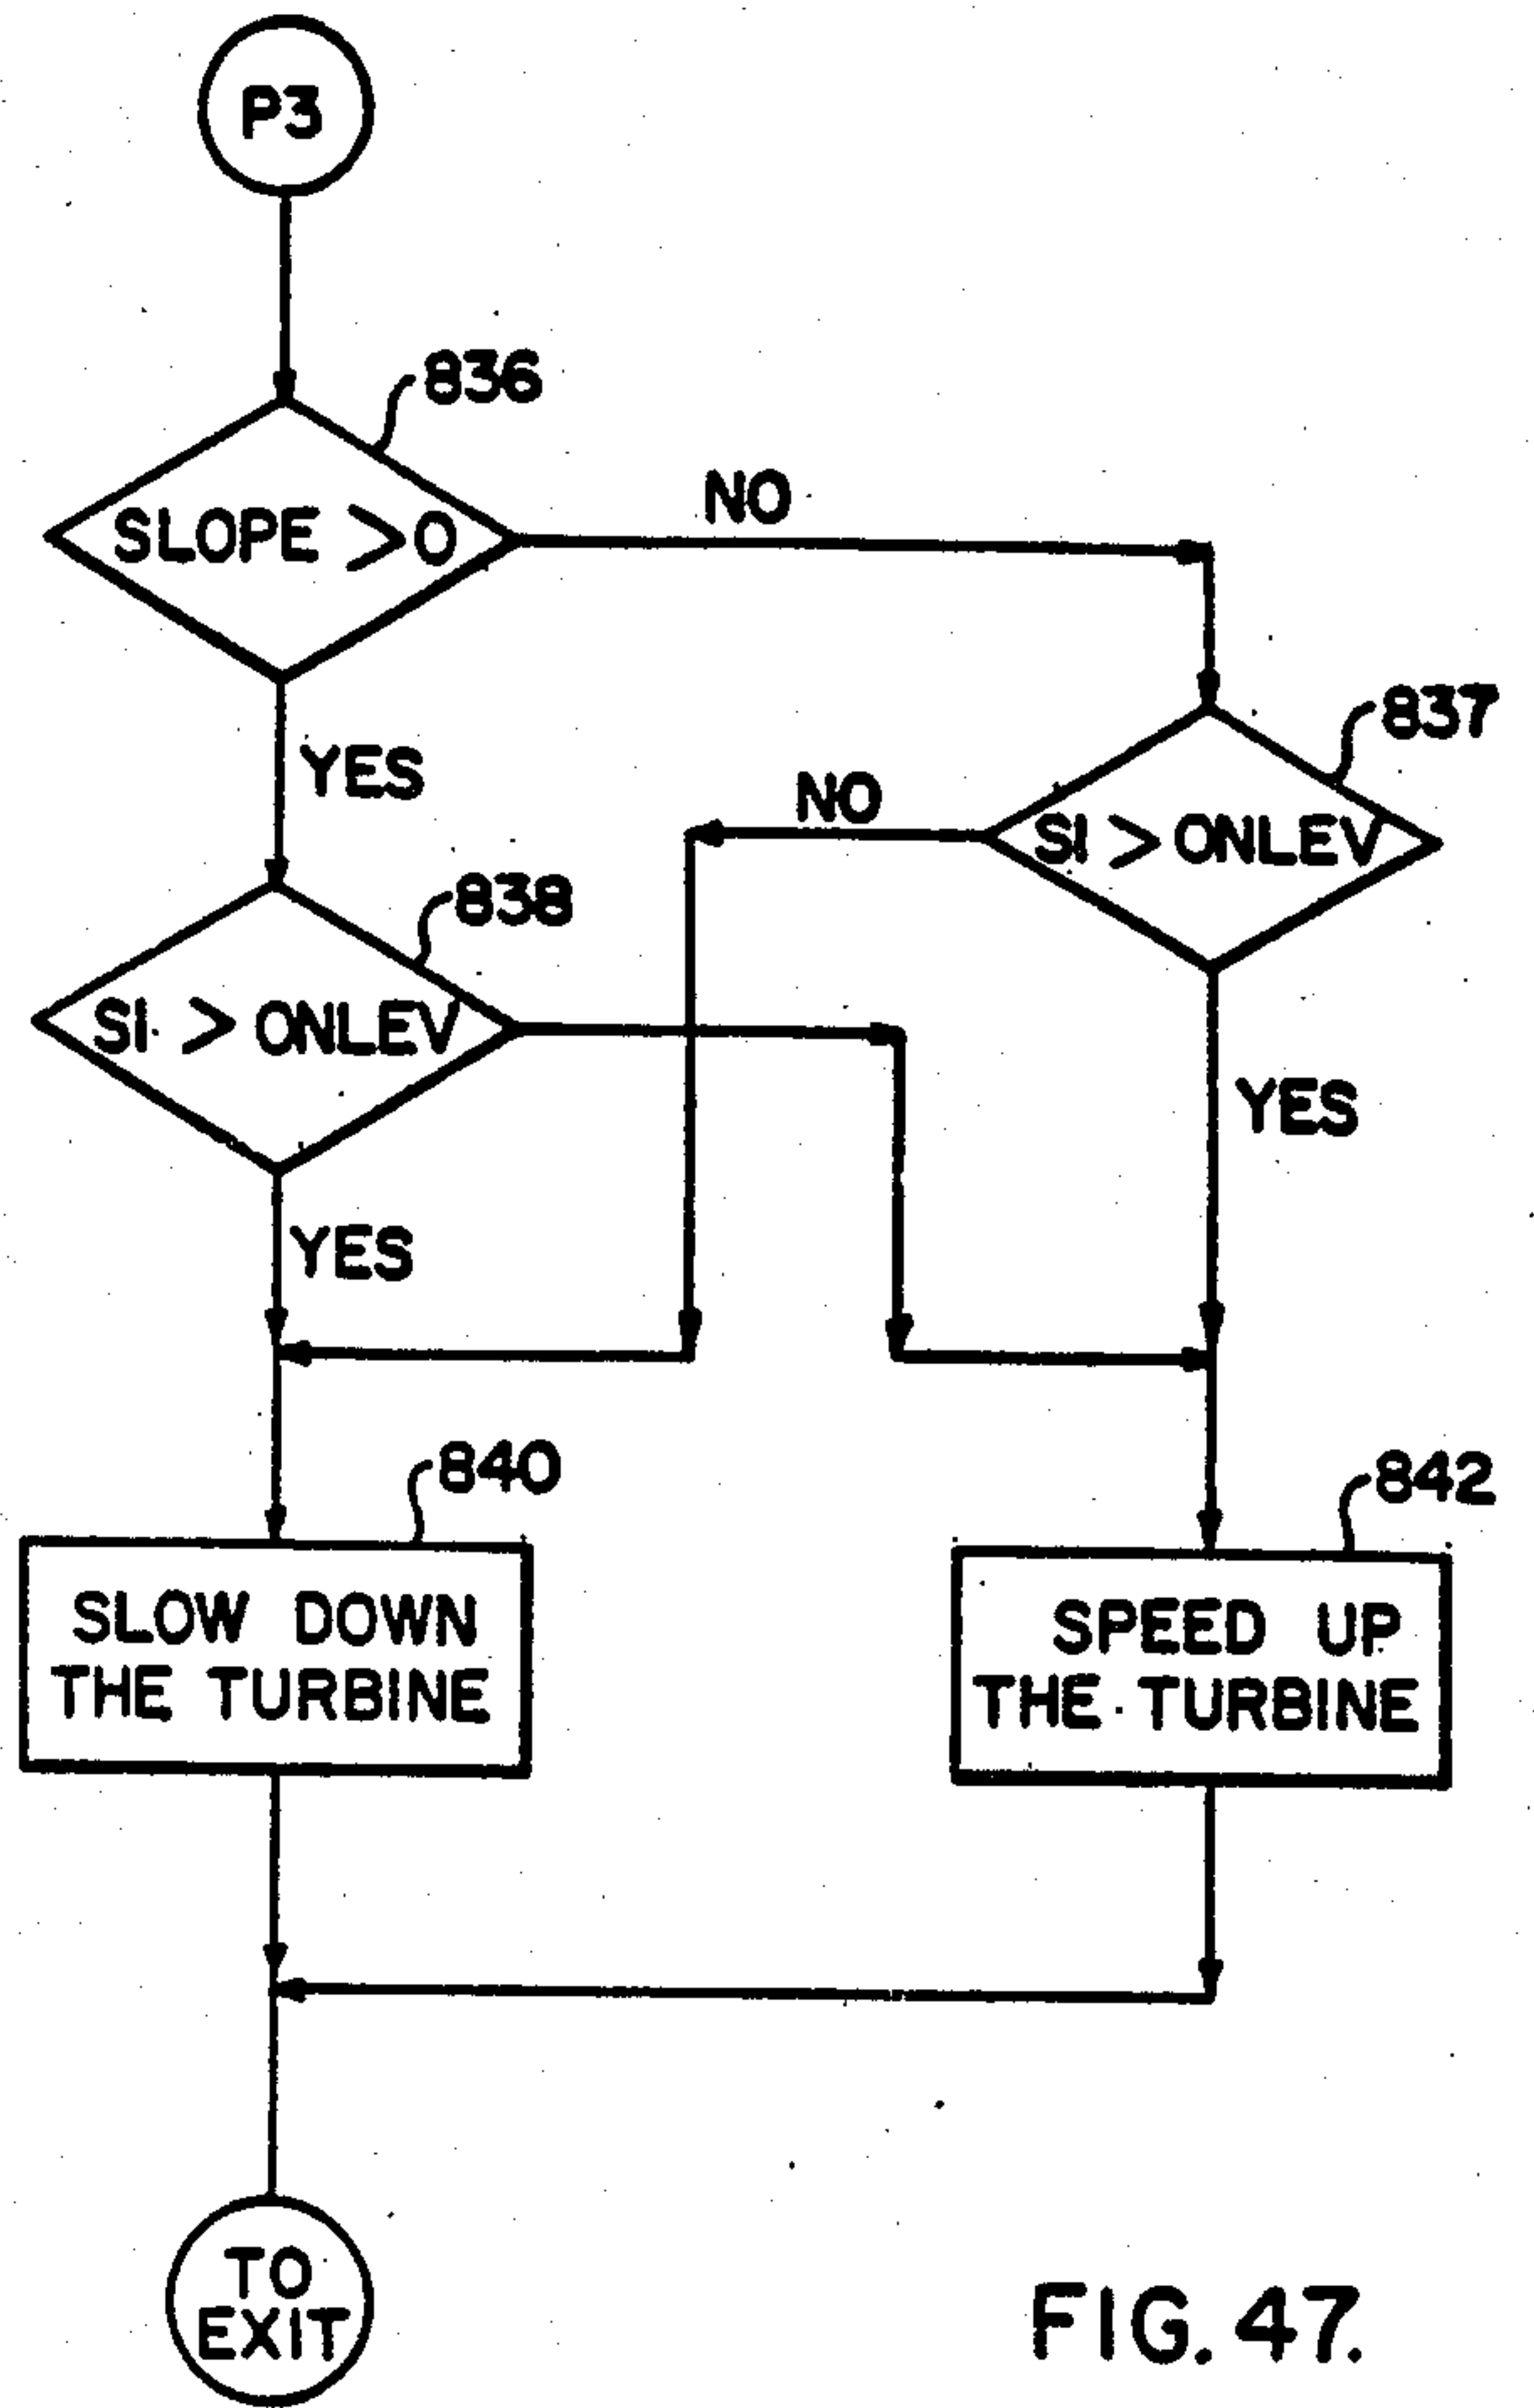 P3
836
SLOPE > 0
NO
837
YES
NO
SI > ONLEV
838
SI > ONLEV
YES
YES
840
842
SLOW DOWN
THE TURBINE
SPEED UP
THE TURBINE
TO
EXIT
FIG. 47.